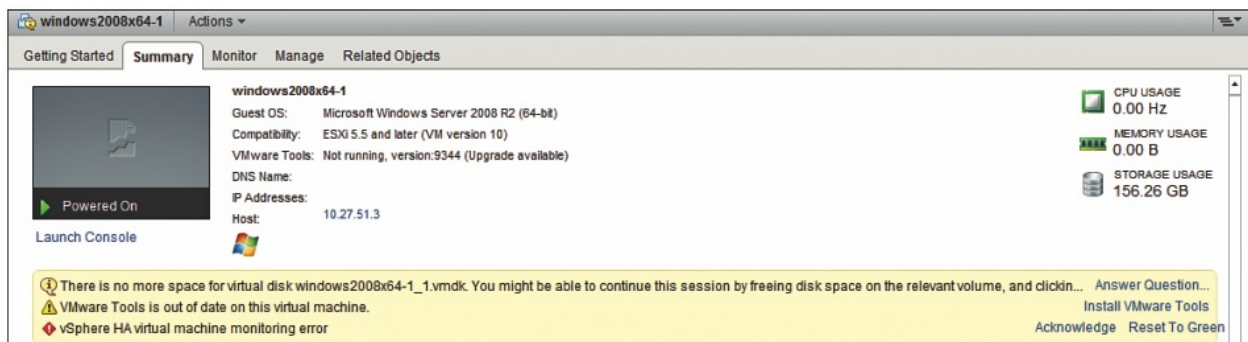 windows2008x64-1 Actions
Getting Started Summary Monitor Manage Related Objects
windows2008x64-1
Guest OS: Microsoft Windows Server 2008 R2 (64-bit)
Compatibility: ESXi 5.5 and later (VM version 10)
VMware Tools: Not running, version:9344 (Upgrade available)
DNS Name:
IP Addresses:
Host: 10.27.51.3
Powered On
Launch Console
CPU USAGE
0.00 Hz
MEMORY USAGE
0.00 B
STORAGE USAGE
156.26 GB
There is no more space for virtual disk windows2008x64-1_1.vmdk. You might be able to continue this session by freeing disk space on the relevant volume, and clickin... Answer Question...
VMware Tools is out of date on this virtual machine. Install VMware Tools
vSphere HA virtual machine monitoring error Acknowledge Reset To Green